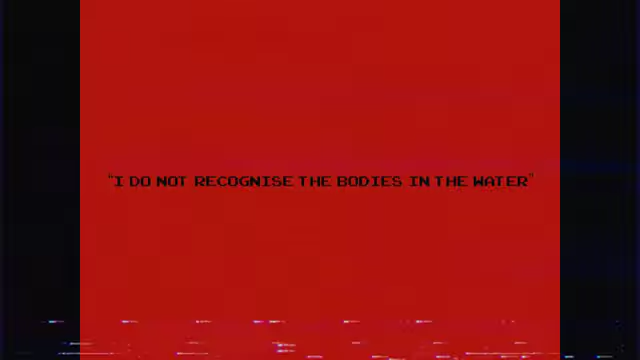 "I DO NOT RECOGNISE THE BODIES IN THE WATER"